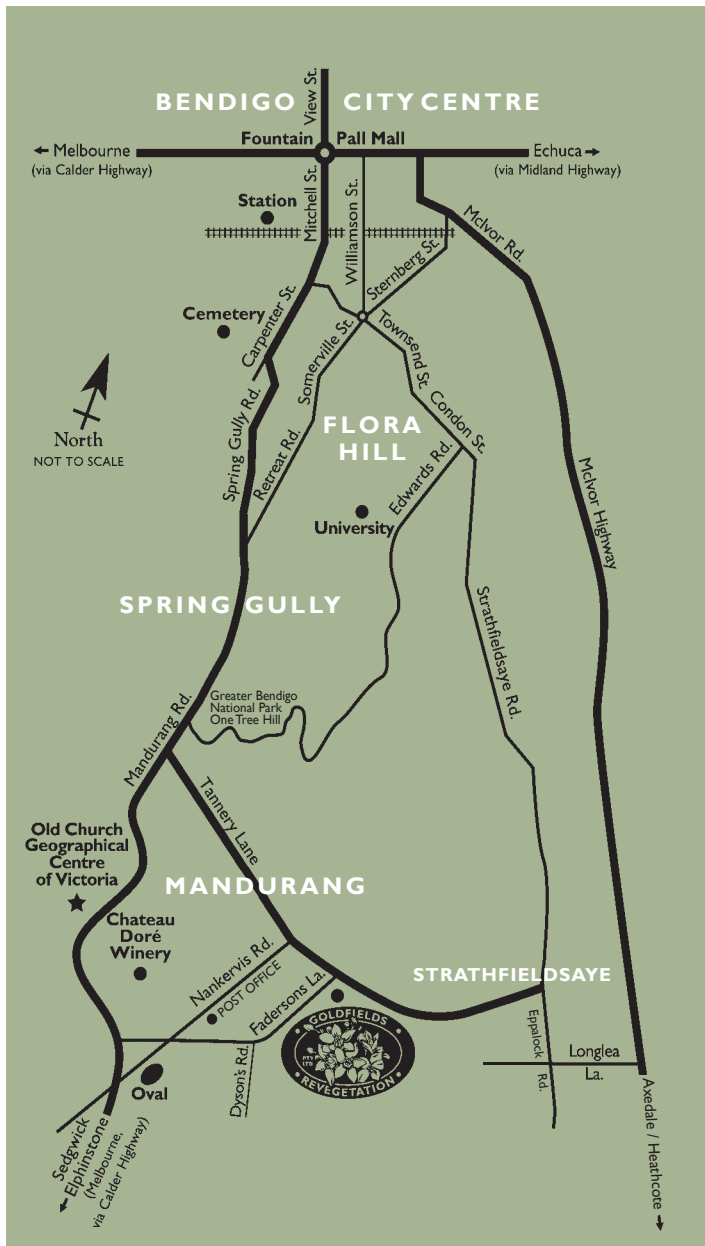 BENDIGO CITY CENTRE
View St.
Fountain
Pall Mall
Melbourne
(via Calder Highway)
Echuca
(via Midland Highway)
Mitchell St.
Station
Williamson St.
McIvor Rd.
Sternberg St.
Cemetery
Carpenter St.
Somerville St.
Townsend St.
North
NOT TO SCALE
Spring Gully Rd.
Retreat Rd.
FLORA
HILL
Condon St.
Edwards Rd.
McIvor Highway
University
SPRING GULLY
Strathfieldsaye Rd.
Greater Bendigo
National Park
One Tree Hill
Mandurang Rd.
Tannery Lane
Old Church
Geographical
Centre
of Victoria
MANDURANG
Chateau
Doré
Winery
Nankervis Rd.
POST OFFICE
Fadersons La.
STRATHFIELDSAYE
GOLDFIELDS
PTY
LTD
REVEGETATION
Eppalock Rd.
Longlea
La.
Dyson's Rd.
Oval
Sedgwick
Elphinstone
(Melbourne,
via Calder Highway)
Axedale / Heathcote